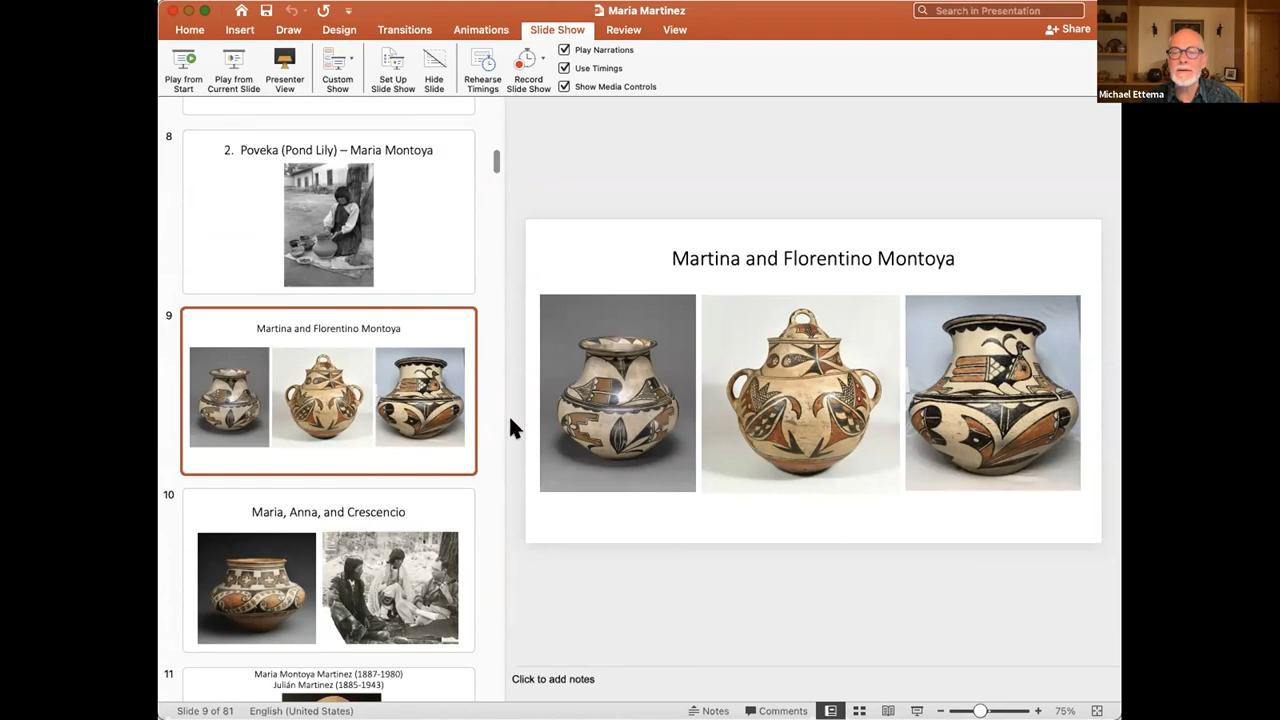 Maria Martinez
Search in Presentation
Home
Insert
Draw
Design
Transitions
Animations
Slide Show
Review
View
Share
Play from
Start
Play from
Current Slide
Presenter
View
Custom
Show
Set Up
Slide Show
Hide
Slide
Rehearse
Timings
Record
Slide Show
Play Narrations
Use Timings
Show Media Controls
Michael Ettema
8
2. Poveka (Pond Lily) – Maria Montoya
9
Martina and Florentino Montoya
10
Maria, Anna, and Crescencio
11
Maria Montoya Martinez (1887-1980)
Julián Martinez (1885-1943)
Martina and Florentino Montoya
Click to add notes
Slide 9 of 81
English (United States)
Notes
Comments
75%